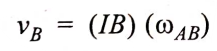 v_B = (IB) (ω_AB)